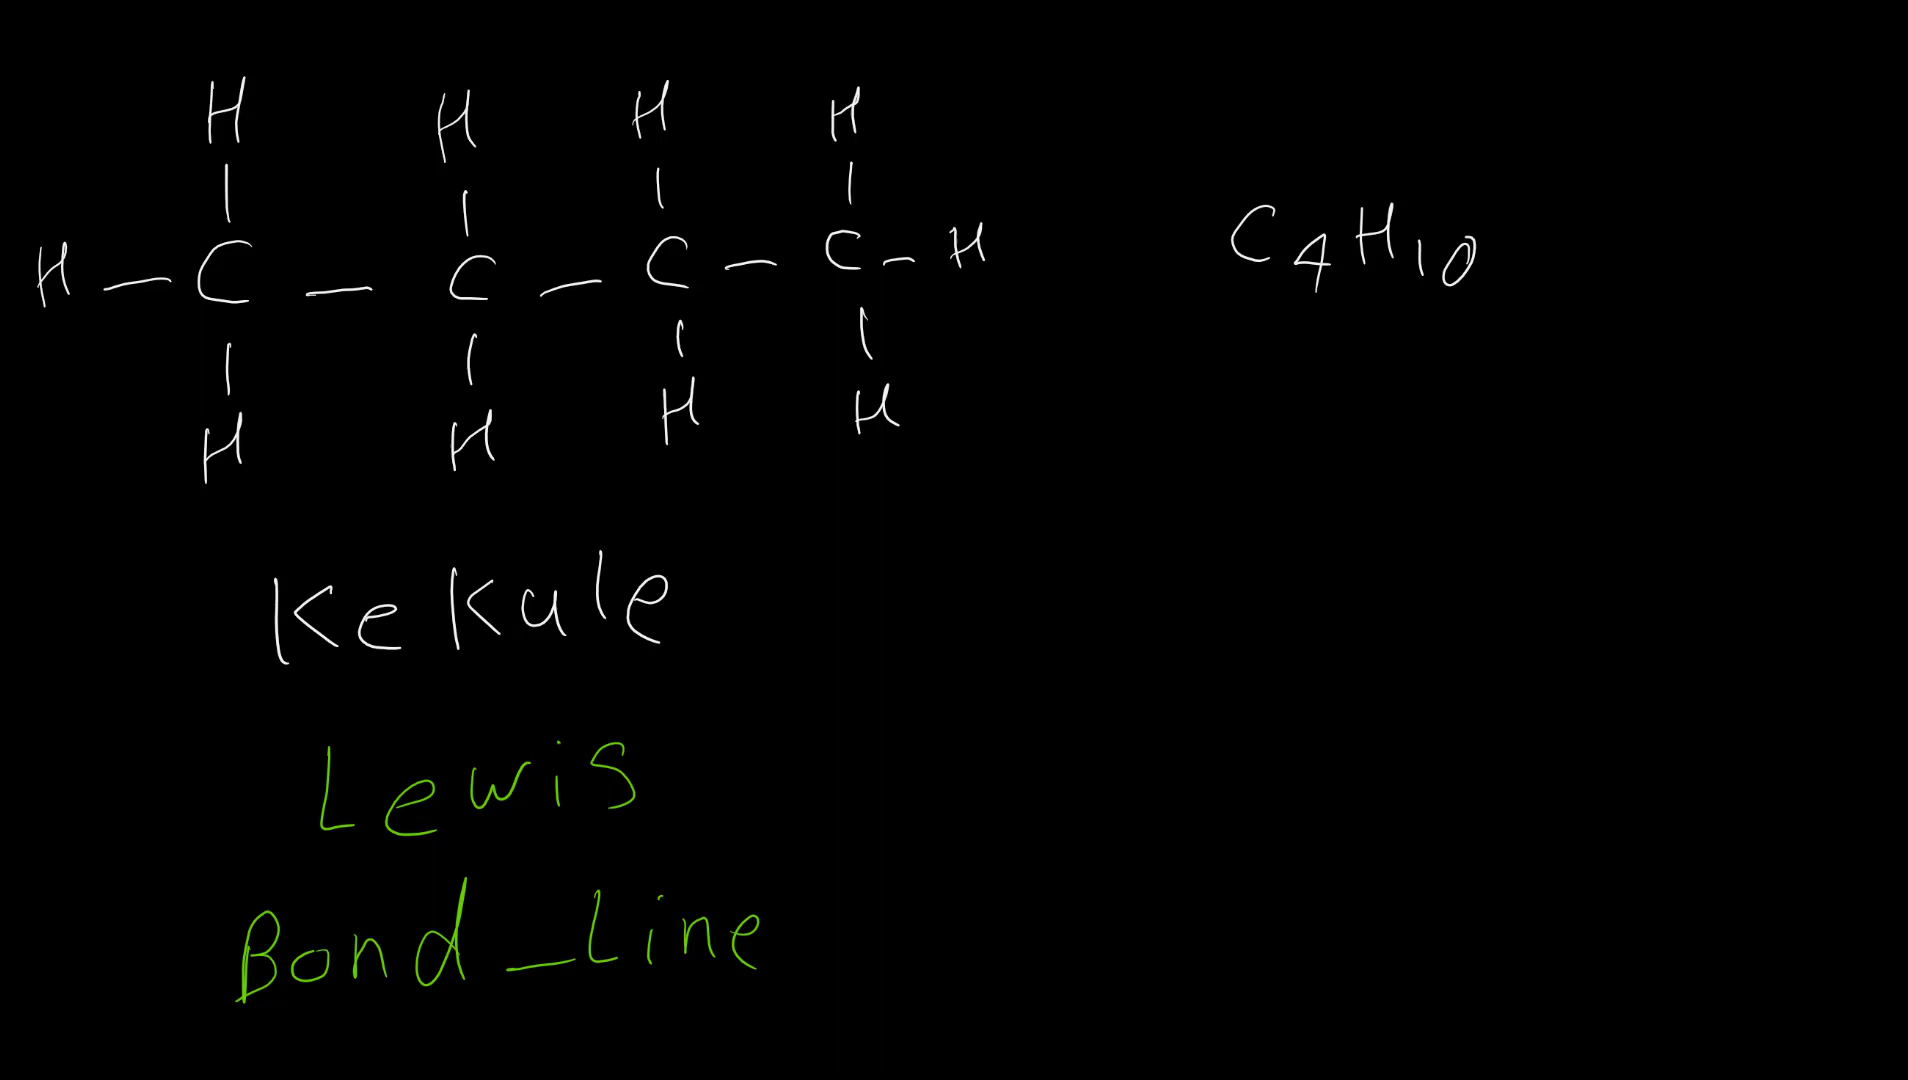 H H H H
H - C - C - C - C - H
H H H H
C4H10
Kekule
Lewis
Bond_Line